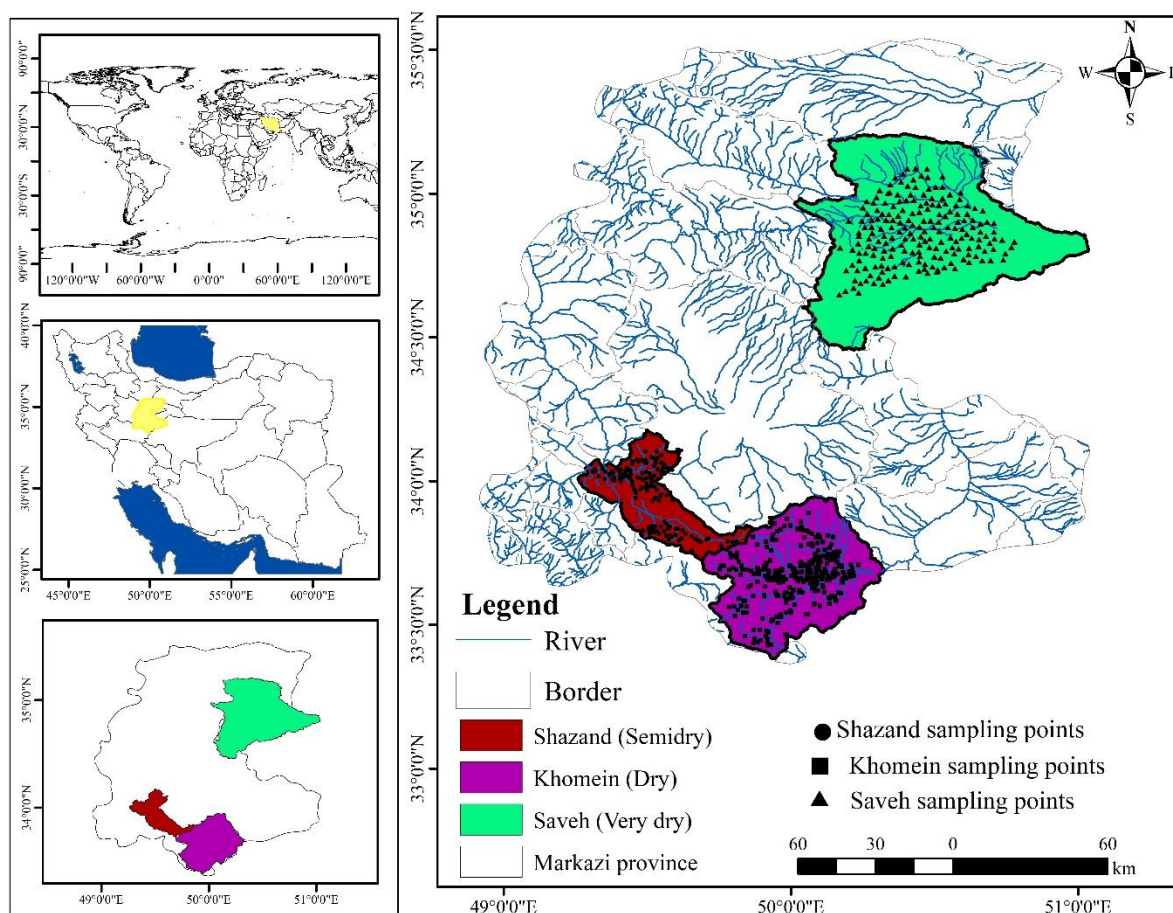 90°0'0"N
60°0'0"N
30°0'0"N
0°0'0"
30°0'0"S
60°0'0"S
90°0'0"S
120°0'0"W 60°0'0"W 0°0'0" 60°0'0"E 120°0'0"E
40°0'0"N
35°0'0"N
30°0'0"N
25°0'0"N
45°0'0"E 50°0'0"E 55°0'0"E 60°0'0"E
35°0'0"N
34°0'0"N
49°0'0"E 50°0'0"E 51°0'0"E
35°30'0"N
35°0'0"N
34°30'0"N
34°0'0"N
33°30'0"N
33°0'0"N
N
W
S
Legend
River
Border
Shazand (Semidry)
Khomein (Dry)
Saveh (Very dry)
Markazi province
Shazand sampling points
Khomein sampling points
Saveh sampling points
60 30 0 60
km
49°0'0"E 50°0'0"E 51°0'0"E